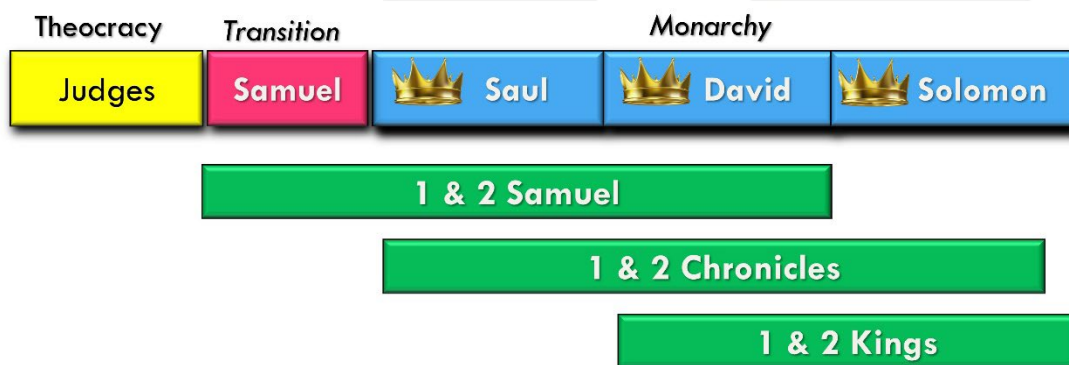 Theocracy Transition Monarchy
Judges Samuel Saul David Solomon
1 & 2 Samuel
1 & 2 Chronicles
1 & 2 Kings